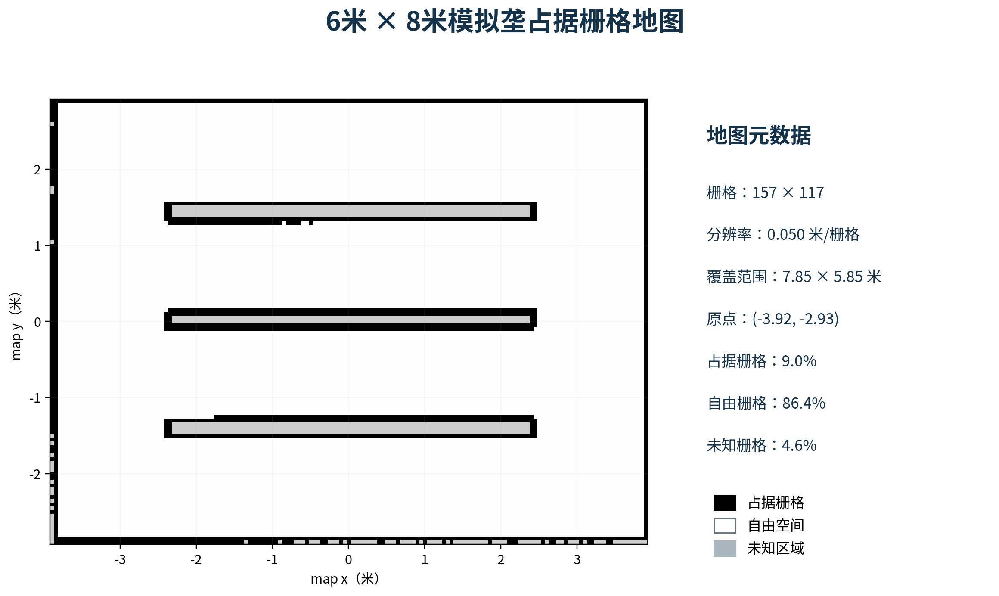 6米 × 8米模拟垄占据栅格地图
2
1
0
-1
-2
map y（米）
-3
-2
-1
0
1
2
3
map x（米）
地图元数据
栅格：157 × 117
分辨率：0.050 米/栅格
覆盖范围：7.85 × 5.85 米
原点：(-3.92, -2.93)
占据栅格：9.0%
自由栅格：86.4%
未知栅格：4.6%
占据栅格
自由空间
未知区域